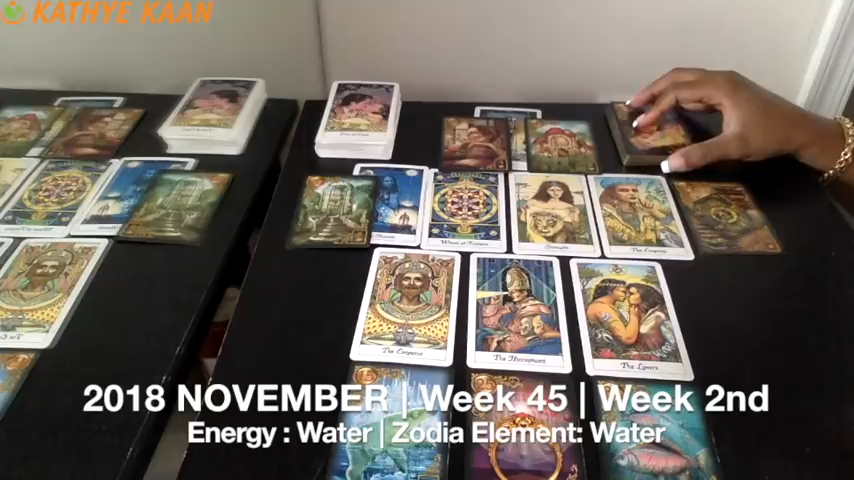 KATHYE KAAN
Wheel of Fortune
Strength
The Empress
The Emperor
The Hierophant
The Lovers
15
2018 NOVEMBER | Week 45 | Week 2nd
Energy : Water | Zodia Element: Water